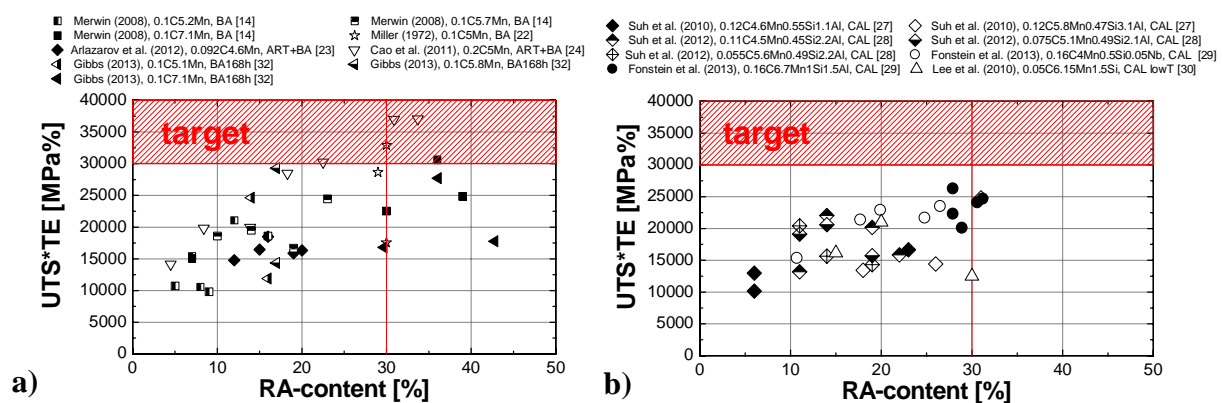 Merwin (2008), 0.1C5.2Mn, BA [14]
Merwin (2008), 0.1C5.7Mn, BA [14]
Merwin (2008), 0.1C7.1Mn, BA [14]
Miller (1972), 0.1C5Mn, BA [22]
Arlazarov et al. (2012), 0.092C4.6Mn, ART+BA [23]
Cao et al. (2011), 0.2C5Mn, ART+BA [24]
Gibbs (2013), 0.1C5.1Mn, BA168h [32]
Gibbs (2013), 0.1C5.8Mn, BA168h [32]
Gibbs (2013), 0.1C7.1Mn, BA168h [32]
40000
35000
30000
25000
20000
15000
10000
5000
0
UTS*TE [MPa%]
target
0 10 20 30 40 50
RA-content [%]
a)
Suh et al. (2010), 0.12C4.6Mn0.55Si1.1Al, CAL [27]
Suh et al. (2010), 0.12C5.8Mn0.47Si3.1Al, CAL [27]
Suh et al. (2012), 0.11C4.5Mn0.45Si2.2Al, CAL [28]
Suh et al. (2012), 0.075C5.1Mn0.49Si2.1Al, CAL [28]
Suh et al. (2012), 0.055C5.6Mn0.49Si2.2Al, CAL [28]
Fonstein et al. (2013), 0.16C4Mn0.5Si0.05Nb, CAL [29]
Fonstein et al. (2013), 0.16C6.7Mn1Si1.5Al, CAL [29]
Lee et al. (2010), 0.05C6.15Mn1.5Si, CAL lowT [30]
40000
35000
30000
25000
20000
15000
10000
5000
0
UTS*TE [MPa%]
target
0 10 20 30 40 50
RA-content [%]
b)